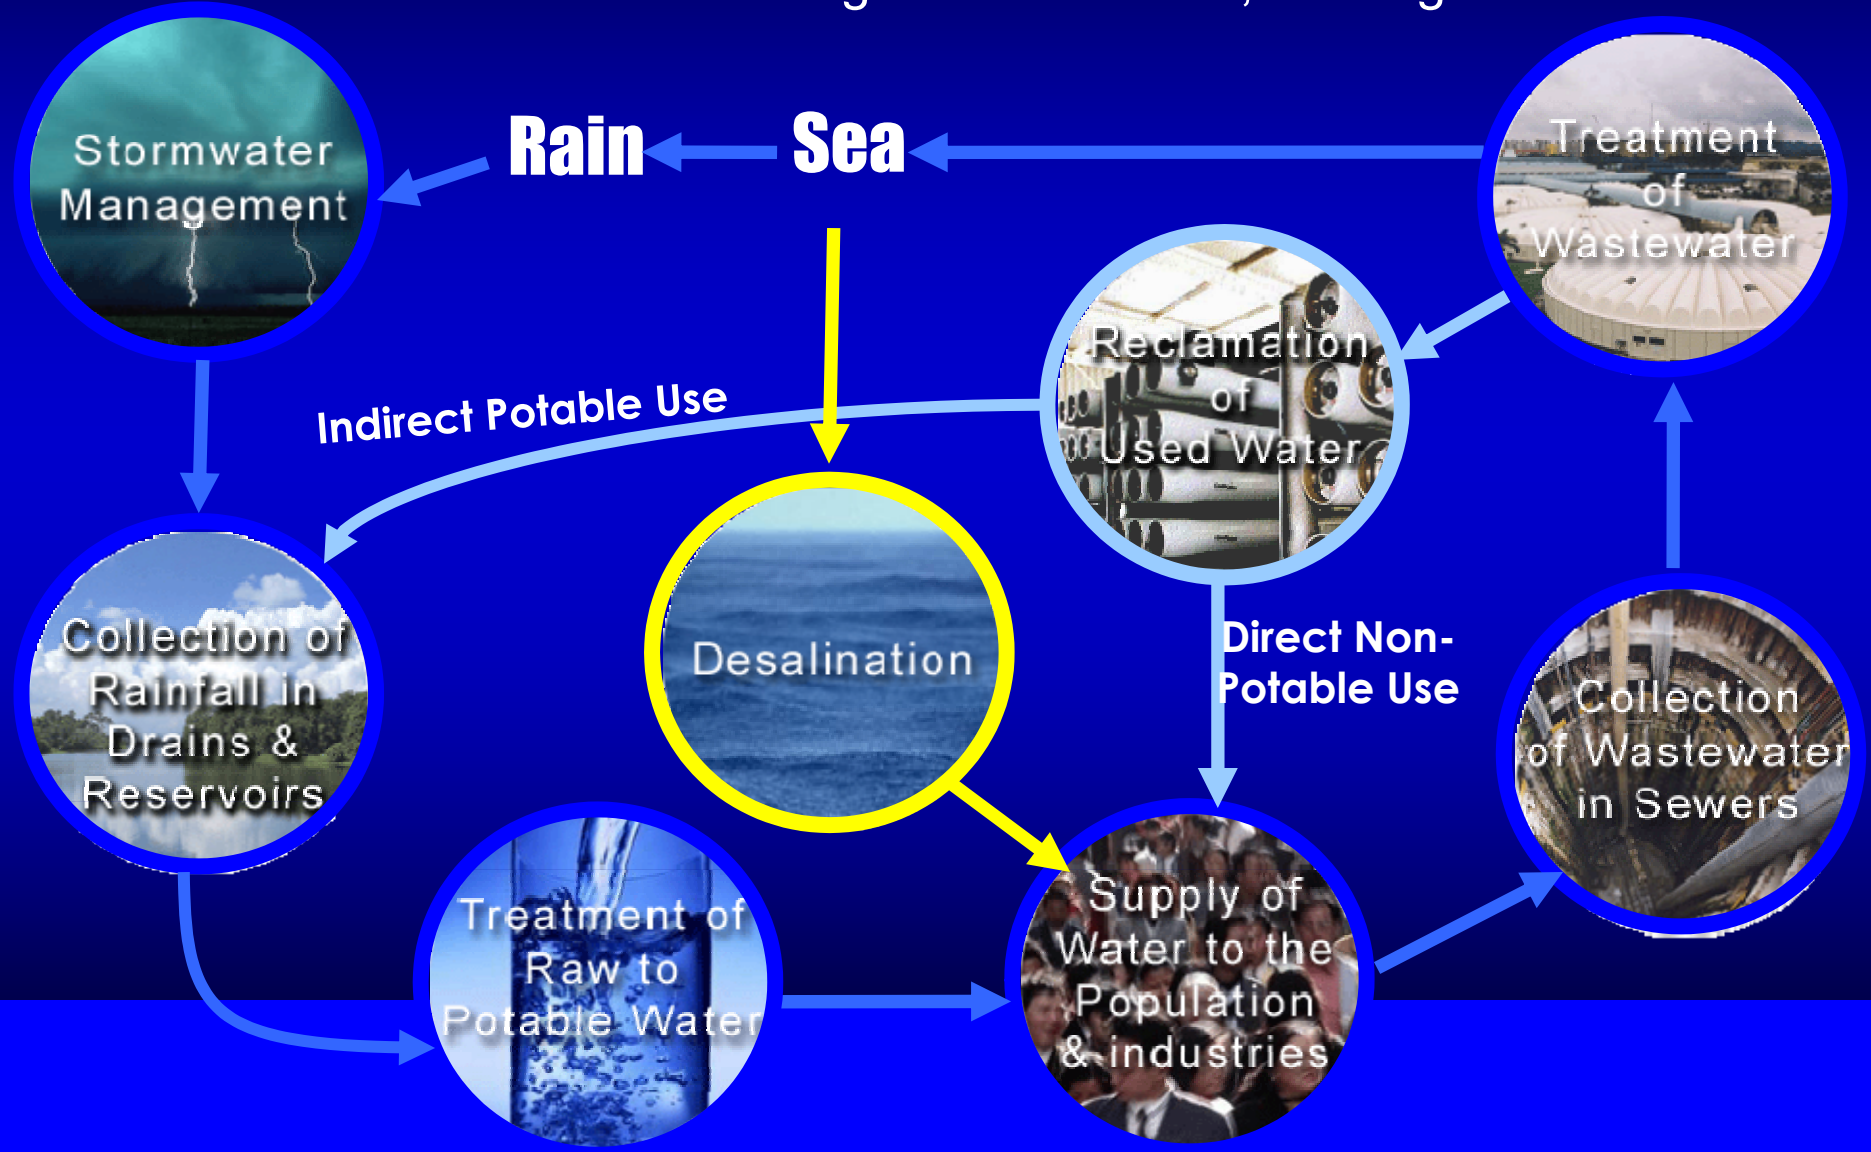 Stormwater
Management
Rain
Sea
Treatment
of
Wastewater
Reclamation
of
Used Water
Indirect Potable Use
Desalination
Direct Non-
Potable Use
Collection of
Rainfall in
Drains &
Reservoirs
Collection
of Wastewater
in Sewers
Treatment of
Raw to
Potable Water
Supply of
Water to the
Population
& industries